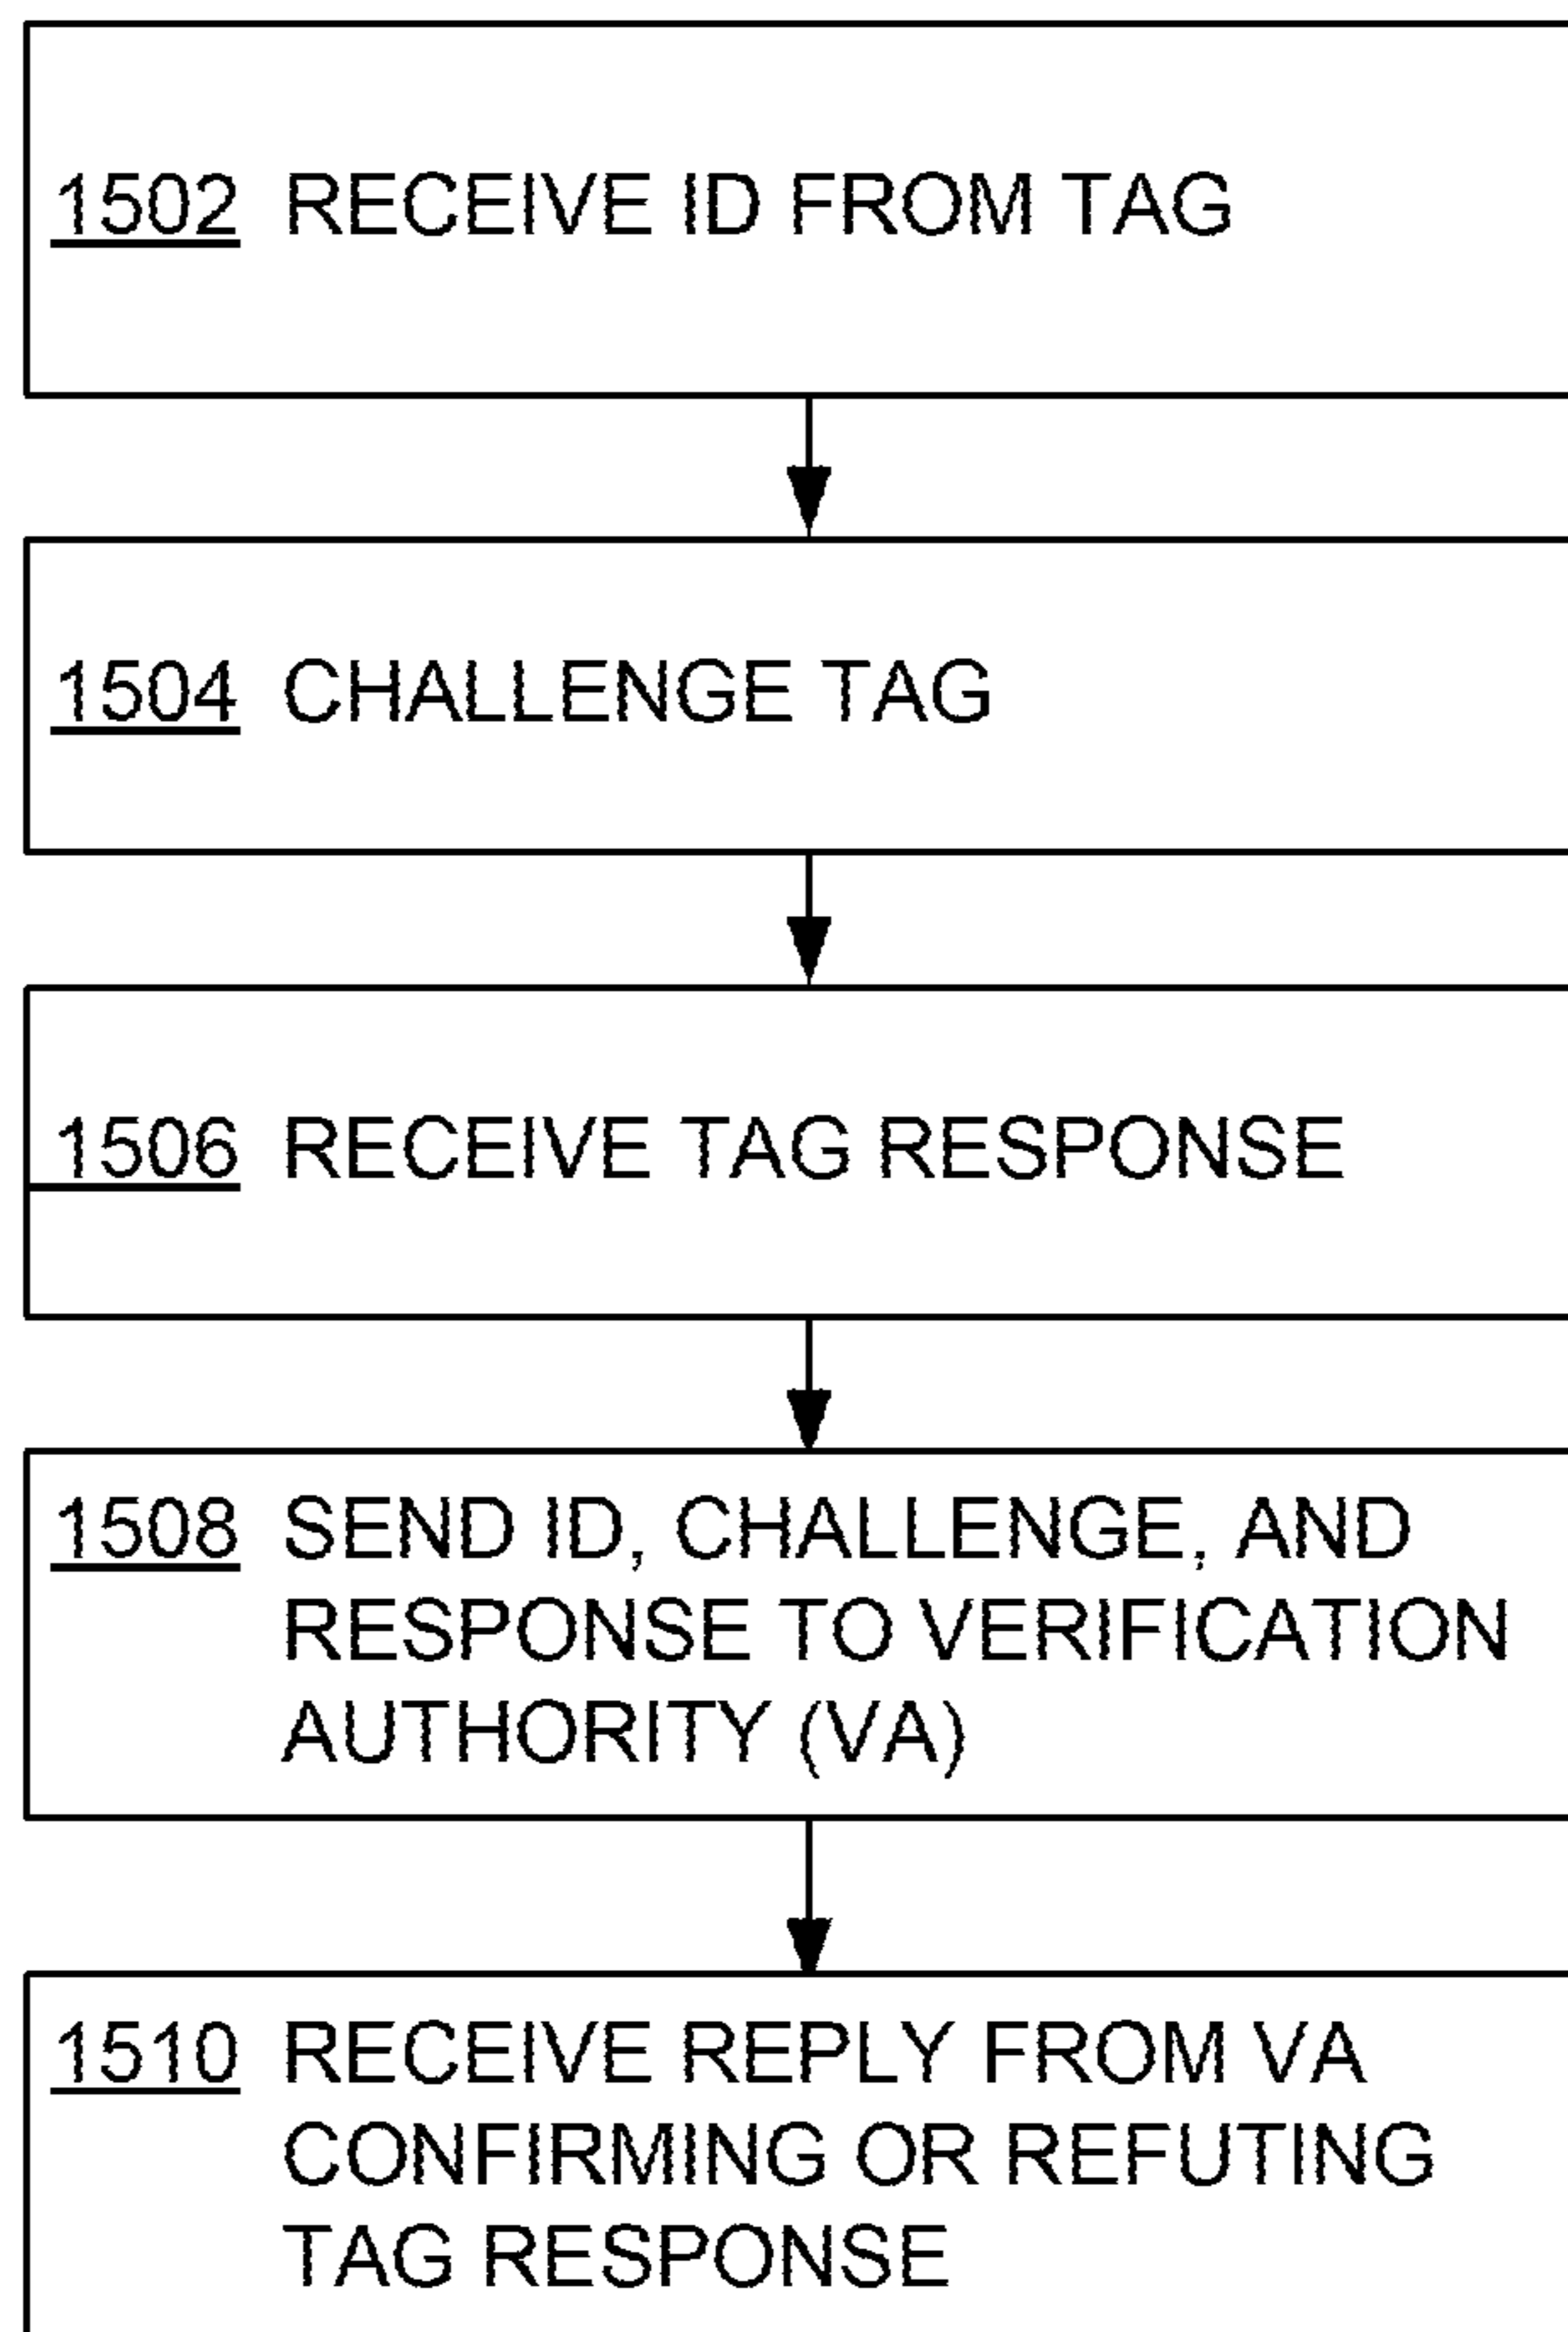 1502 RECEIVE ID FROM TAG
1504 CHALLENGE TAG
1506 RECEIVE TAG RESPONSE
1508 SEND ID, CHALLENGE, AND
RESPONSE TO VERIFICATION
AUTHORITY (VA)
1510 RECEIVE REPLY FROM VA
CONFIRMING OR REFUTING
TAG RESPONSE